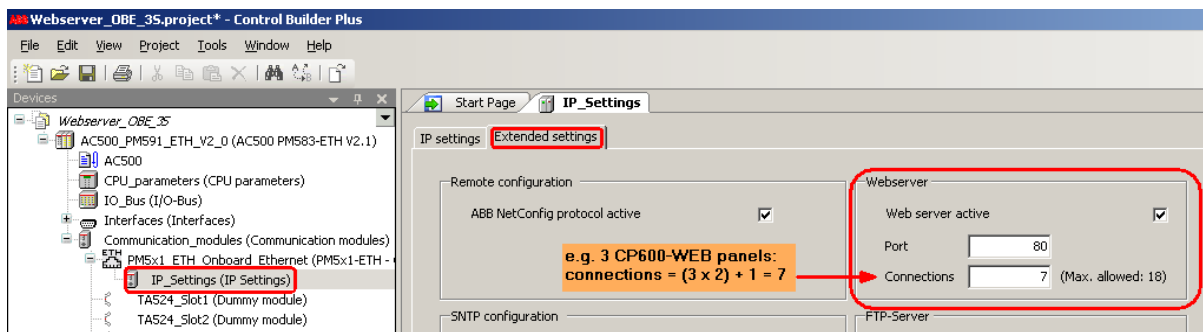 ABB Webserver_OBE_35.project* - Control Builder Plus
File Edit View Project Tools Window Help
Devices
Start Page IP_Settings
Webserver_OBE_35
IP settings Extended settings
AC500_PM591_ETH_V2_0 (AC500 PM583-ETH V2.1)
AC500
CPU_parameters (CPU parameters)
IO_Bus (I/O-Bus)
Interfaces (Interfaces)
Communication_modules (Communication modules)
ETH
PM5x1_ETH_Onboard_Ethernet (PM5x1-ETH -
IP_Settings (IP Settings)
TA524_Slot1 (Dummy module)
TA524_Slot2 (Dummy module)
Remote configuration
ABB NetConfig protocol active
e.g. 3 CP600-WEB panels:
connections = (3 x 2) + 1 = 7
Webserver
Web server active
Port 80
Connections 7 (Max. allowed: 18)
SNTP configuration
FTP-Server